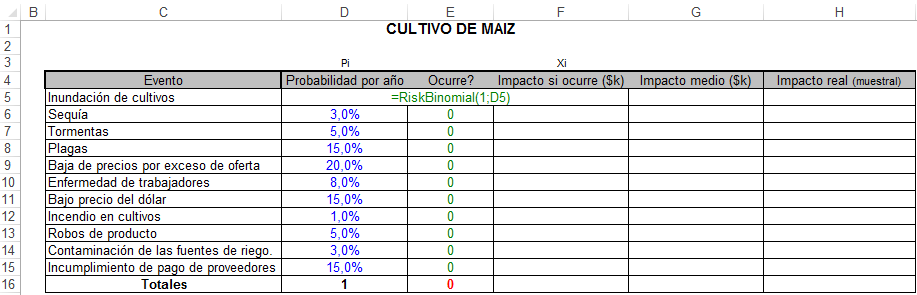 B C D E F G H
1 CULTIVO DE MAIZ
2
3 Pi Xi
4 Evento Probabilidad por año Ocurre? Impacto si ocurre ($k) Impacto medio ($k) Impacto real (muestral)
5 Inundación de cultivos =RiskBinomial(1;D5)
6 Sequía 3,0% 0
7 Tormentas 5,0% 0
8 Plagas 15,0% 0
9 Baja de precios por exceso de oferta 20,0% 0
10 Enfermedad de trabajadores 8,0% 0
11 Bajo precio del dólar 15,0% 0
12 Incendio en cultivos 1,0% 0
13 Robos de producto 5,0% 0
14 Contaminación de las fuentes de riego. 3,0% 0
15 Incumplimiento de pago de proveedores 15,0% 0
16 Totales 1 0